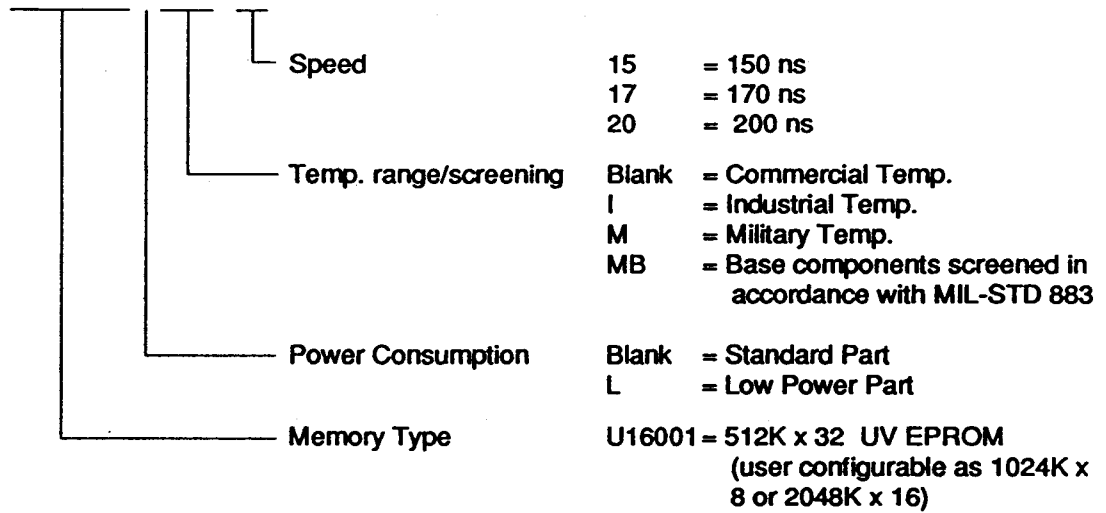 Speed 15 = 150 ns
17 = 170 ns
20 = 200 ns
Temp. range/screening Blank = Commercial Temp.
I = Industrial Temp.
M = Military Temp.
MB = Base components screened in
accordance with MIL-STD 883
Power Consumption Blank = Standard Part
L = Low Power Part
Memory Type U16001 = 512K x 32 UV EPROM
(user configurable as 1024K x
8 or 2048K x 16)